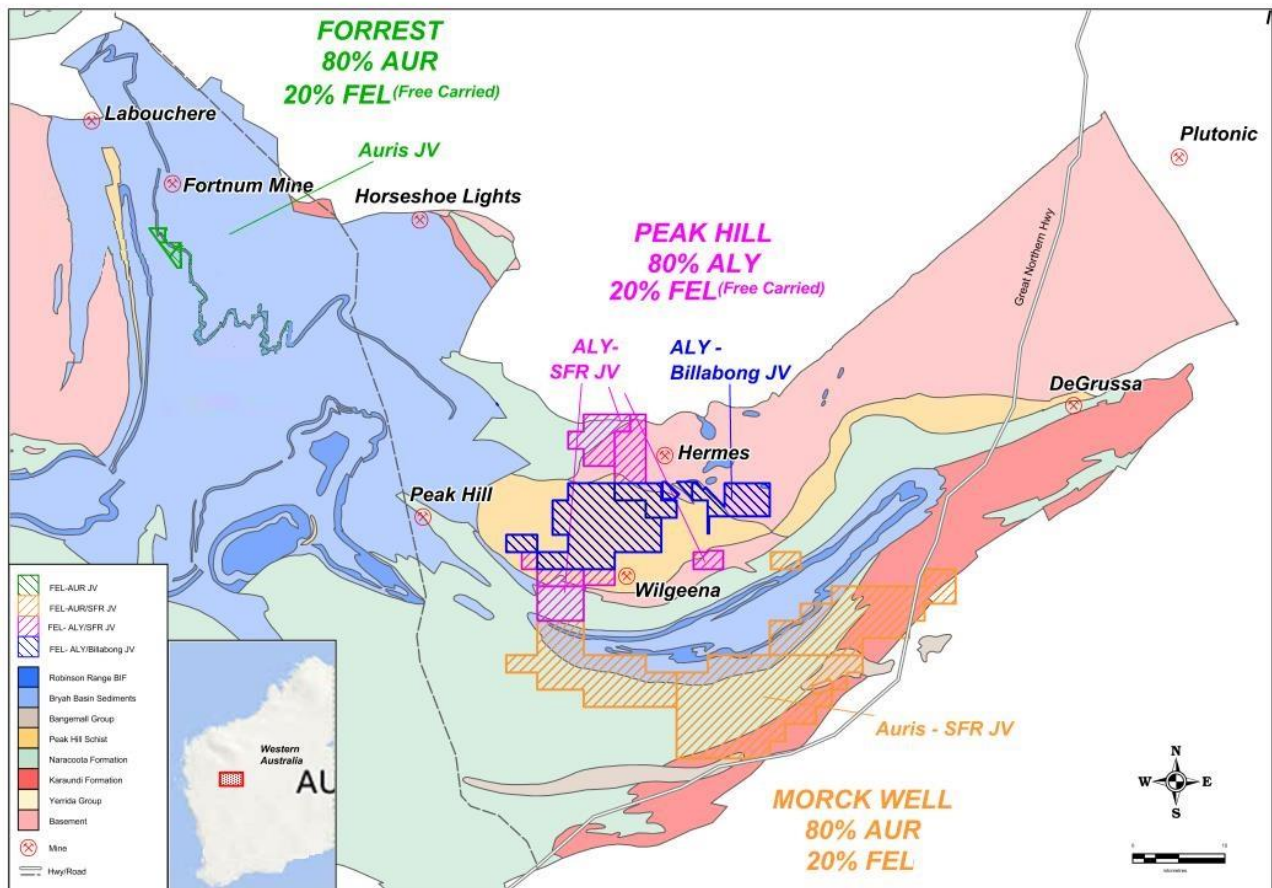 FORREST
80% AUR
20% FEL (Free Carried)
Labouchere
Auris JV
Plutonic
Fortnum Mine
Horseshoe Lights
PEAK HILL
80% ALY
20% FEL (Free Carried)
Great Northern Hwy
ALY-
SFR JV
ALY -
Billabong JV
DeGrussa
Hermes
Peak Hill
Wilgeena
Auris - SFR JV
MORCK WELL
80% AUR
20% FEL
FEL-AUR JV
FEL-AUR/SFR JV
FEL- ALY/SFR JV
FEL- ALY/Billabong JV
Robinson Range BIF
Bryah Basin Sediments
Bangemall Group
Peak Hill Schist
Naracoota Formation
Karaundi Formation
Yerrida Group
Basement
Mine
Hwy/Road
Western
Australia
AU
N
W E
S
0 10
kilometres